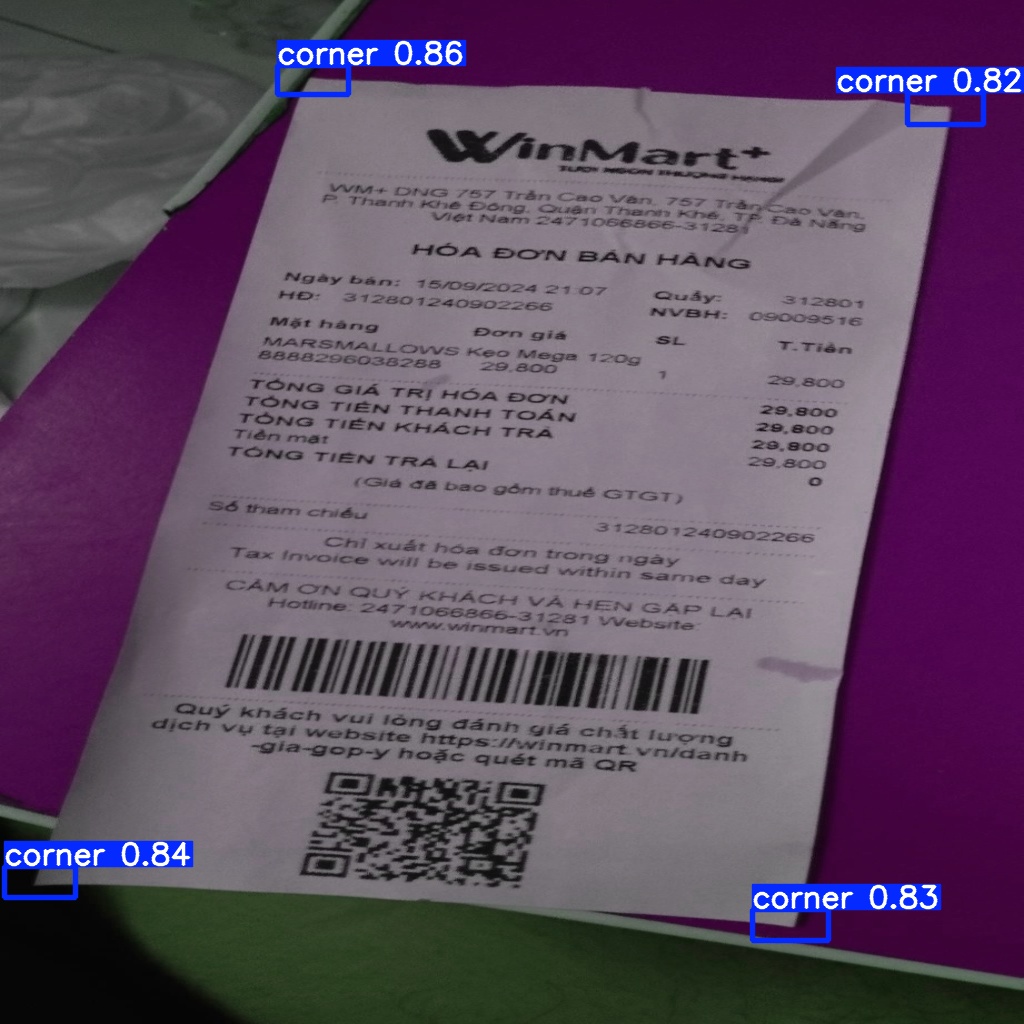 corner 0.86
corner 0.82
WinMart+
TƯƠI NGON THƯỢNG HẠNG
WM+ DNG 757 Trần Cao Vân, 757 Trần Cao Vân,
P. Thanh Khê Đông, Quận Thanh Khê, TP. Đà Nẵng
Việt Nam 2471066866-31281
HÓA ĐƠN BÁN HÀNG
Ngày bán: 15/09/2024 21:07 Quầy: 312801
HĐ: 312801240902266 NVBH: 09009516
Mặt hàng Đơn giá SL T.Tiền
MARSMALLOWS Kẹo Mega 120g
8888296038288 29,800 1 29,800
TỔNG GIÁ TRỊ HÓA ĐƠN 29,800
TỔNG TIỀN THANH TOÁN 29,800
TỔNG TIỀN KHÁCH TRẢ 29,800
Tiền mặt 29,800
TỔNG TIỀN TRẢ LẠI 0
(Giá đã bao gồm thuế GTGT)
Số tham chiếu 312801240902266
Chỉ xuất hóa đơn trong ngày
Tax Invoice will be issued within same day
CẢM ƠN QUÝ KHÁCH VÀ HẸN GẶP LẠI
Hotline: 2471066866-31281 Website:
www.winmart.vn
Quý khách vui lòng đánh giá chất lượng
dịch vụ tại website https://winmart.vn/danh
-gia-gop-y hoặc quét mã QR
corner 0.84
corner 0.83